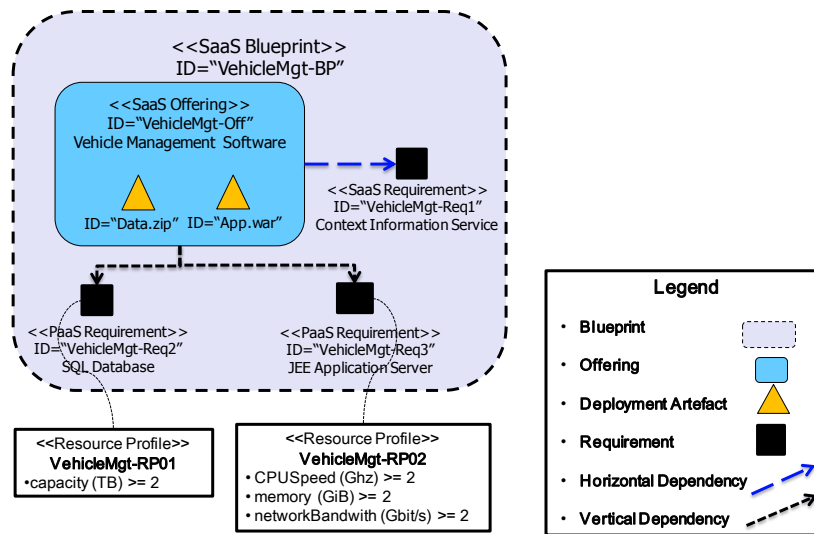 <<SaaS Blueprint>>
ID=“VehicleMgt-BP”
<<SaaS Offering>>
ID=“VehicleMgt-Off”
Vehicle Management Software
ID=“Data.zip”
ID=“App.war”
<<SaaS Requirement>>
ID=“VehicleMgt-Req1”
Context Information Service
<<PaaS Requirement>>
ID=“VehicleMgt-Req2”
SQL Database
<<PaaS Requirement>>
ID=“VehicleMgt-Req3”
JEE Application Server
<<Resource Profile>>
VehicleMgt-RP01
• capacity (TB) >= 2
<<Resource Profile>>
VehicleMgt-RP02
• CPUSpeed (Ghz) >= 2
• memory (GiB) >= 2
• networkBandwith (Gbit/s) >= 2
Legend
• Blueprint
• Offering
• Deployment Artefact
• Requirement
• Horizontal Dependency
• Vertical Dependency